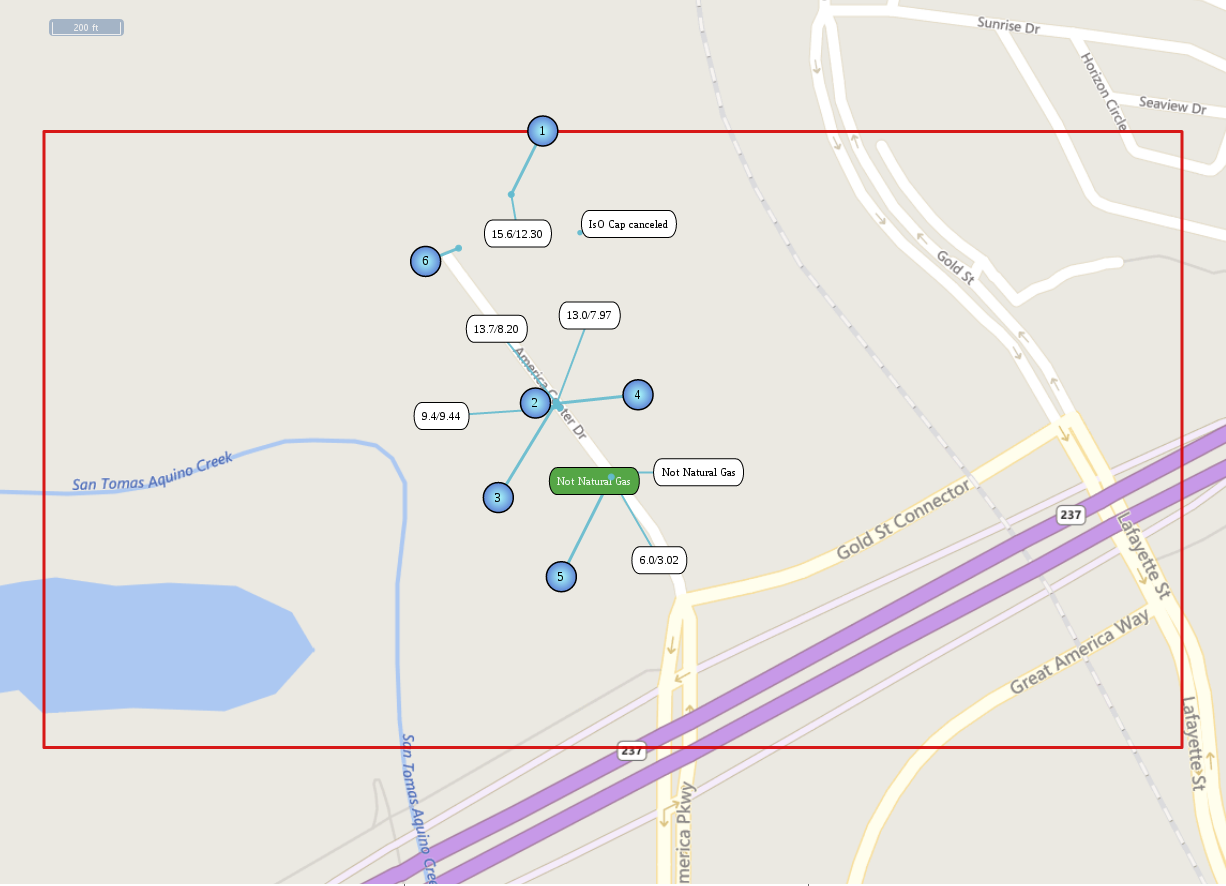 200 ft
Sunrise Dr
Horizon Circle
Seaview Dr
1
15.6/12.30
IsO Cap canceled
6
Gold St
13.0/7.97
13.7/8.20
America Center Dr
4
2
9.4/9.44
San Tomas Aquino Creek
Not Natural Gas
Not Natural Gas
3
237
Gold St Connector
Lafayette St
6.0/3.02
5
Great America Way
Lafayette St
237
San Tomas Aquino Cree
merica Pkwy